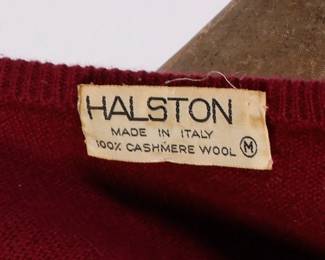 HALSTON
MADE IN ITALY
100% CASHMERE WOOL M